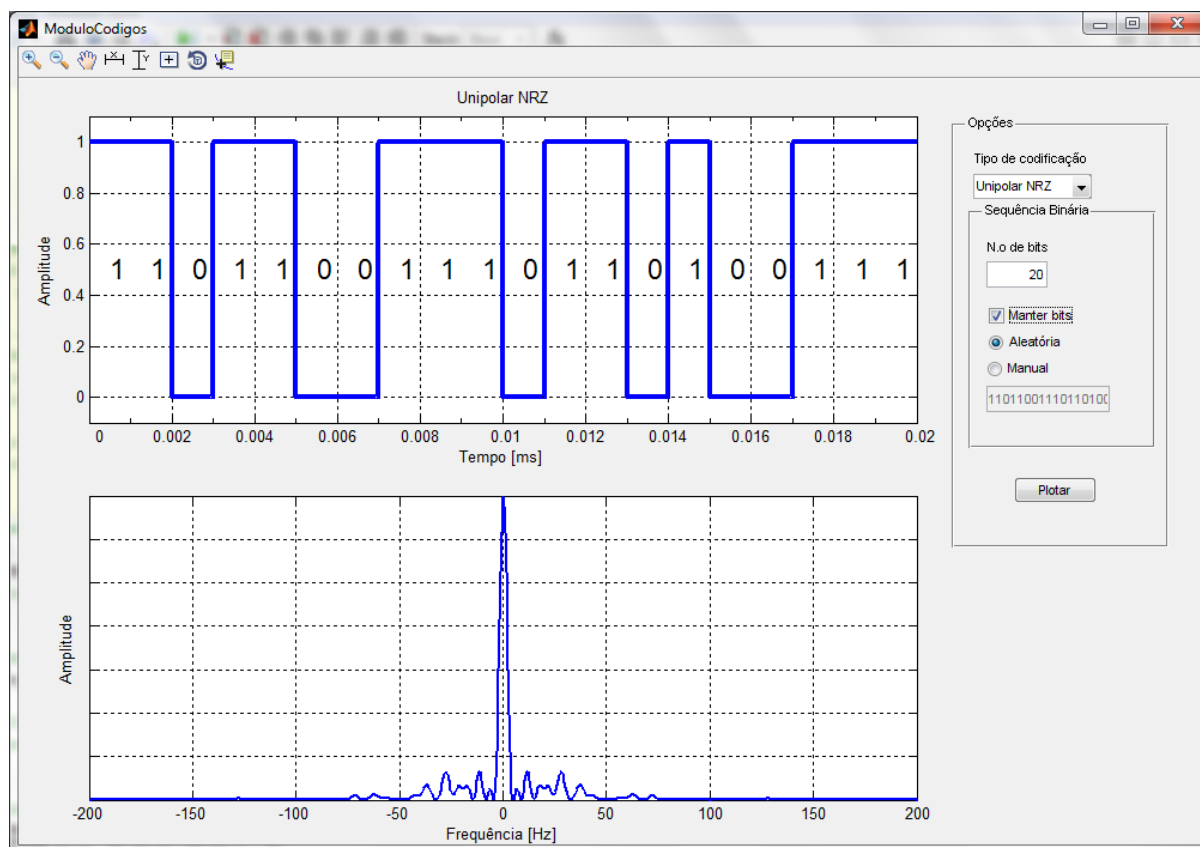 ModuloCodigos
Unipolar NRZ
Amplitude
1
0.8
0.6
0.4
0.2
0
1 1 0 1 1 0 0 1 1 1 0 1 1 0 1 0 0 1 1 1
0 0.002 0.004 0.006 0.008 0.01 0.012 0.014 0.016 0.018 0.02
Tempo [ms]
Amplitude
-200 -150 -100 -50 0 50 100 150 200
Frequência [Hz]
Opções
Tipo de codificação
Unipolar NRZ
Sequência Binária
N.o de bits
20
Manter bits
Aleatória
Manual
1101100111011010
Plotar